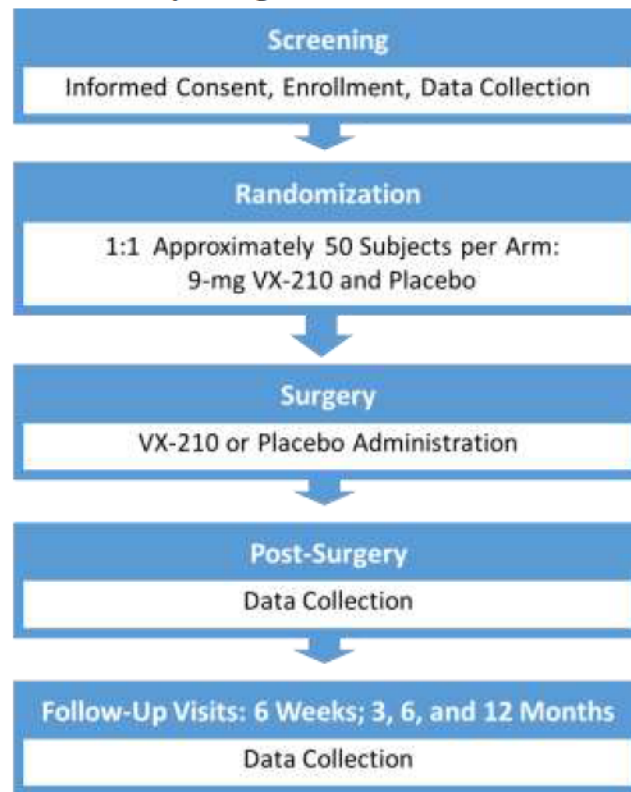 Screening
Informed Consent, Enrollment, Data Collection
Randomization
1:1 Approximately 50 Subjects per Arm:
9-mg VX-210 and Placebo
Surgery
VX-210 or Placebo Administration
Post-Surgery
Data Collection
Follow-Up Visits: 6 Weeks; 3, 6, and 12 Months
Data Collection